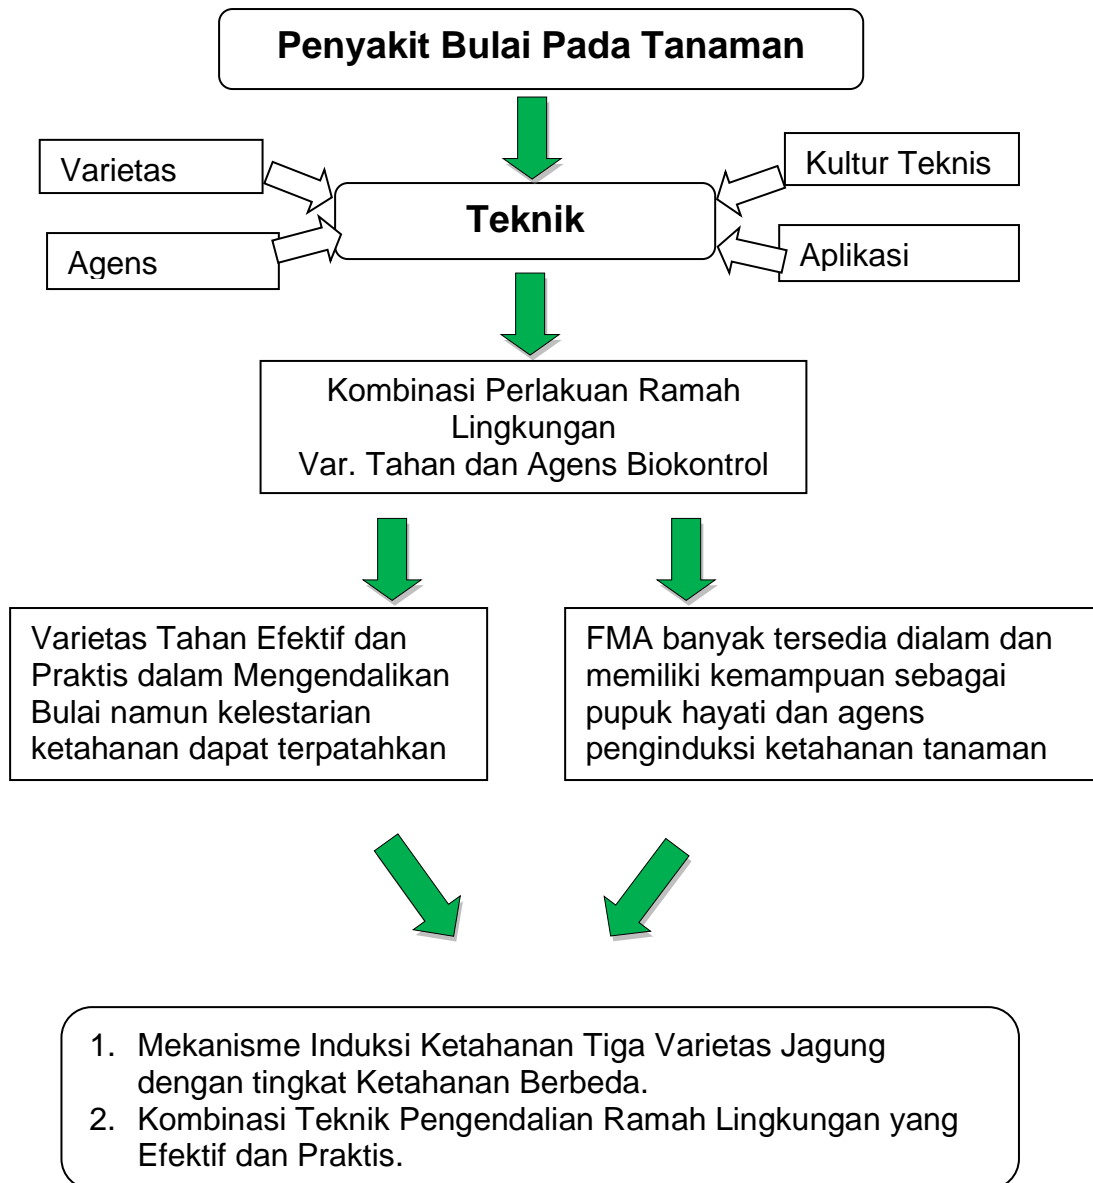 Penyakit Bulai Pada Tanaman
Varietas
Kultur Teknis
Teknik
Agens
Aplikasi
Kombinasi Perlakuan Ramah
Lingkungan
Var. Tahan dan Agens Biokontrol
Varietas Tahan Efektif dan
Praktis dalam Mengendalikan
Bulai namun kelestarian
ketahanan dapat terpatahkan
FMA banyak tersedia dialam dan
memiliki kemampuan sebagai
pupuk hayati dan agens
penginduksi ketahanan tanaman
1. Mekanisme Induksi Ketahanan Tiga Varietas Jagung
dengan tingkat Ketahanan Berbeda.
2. Kombinasi Teknik Pengendalian Ramah Lingkungan yang
Efektif dan Praktis.